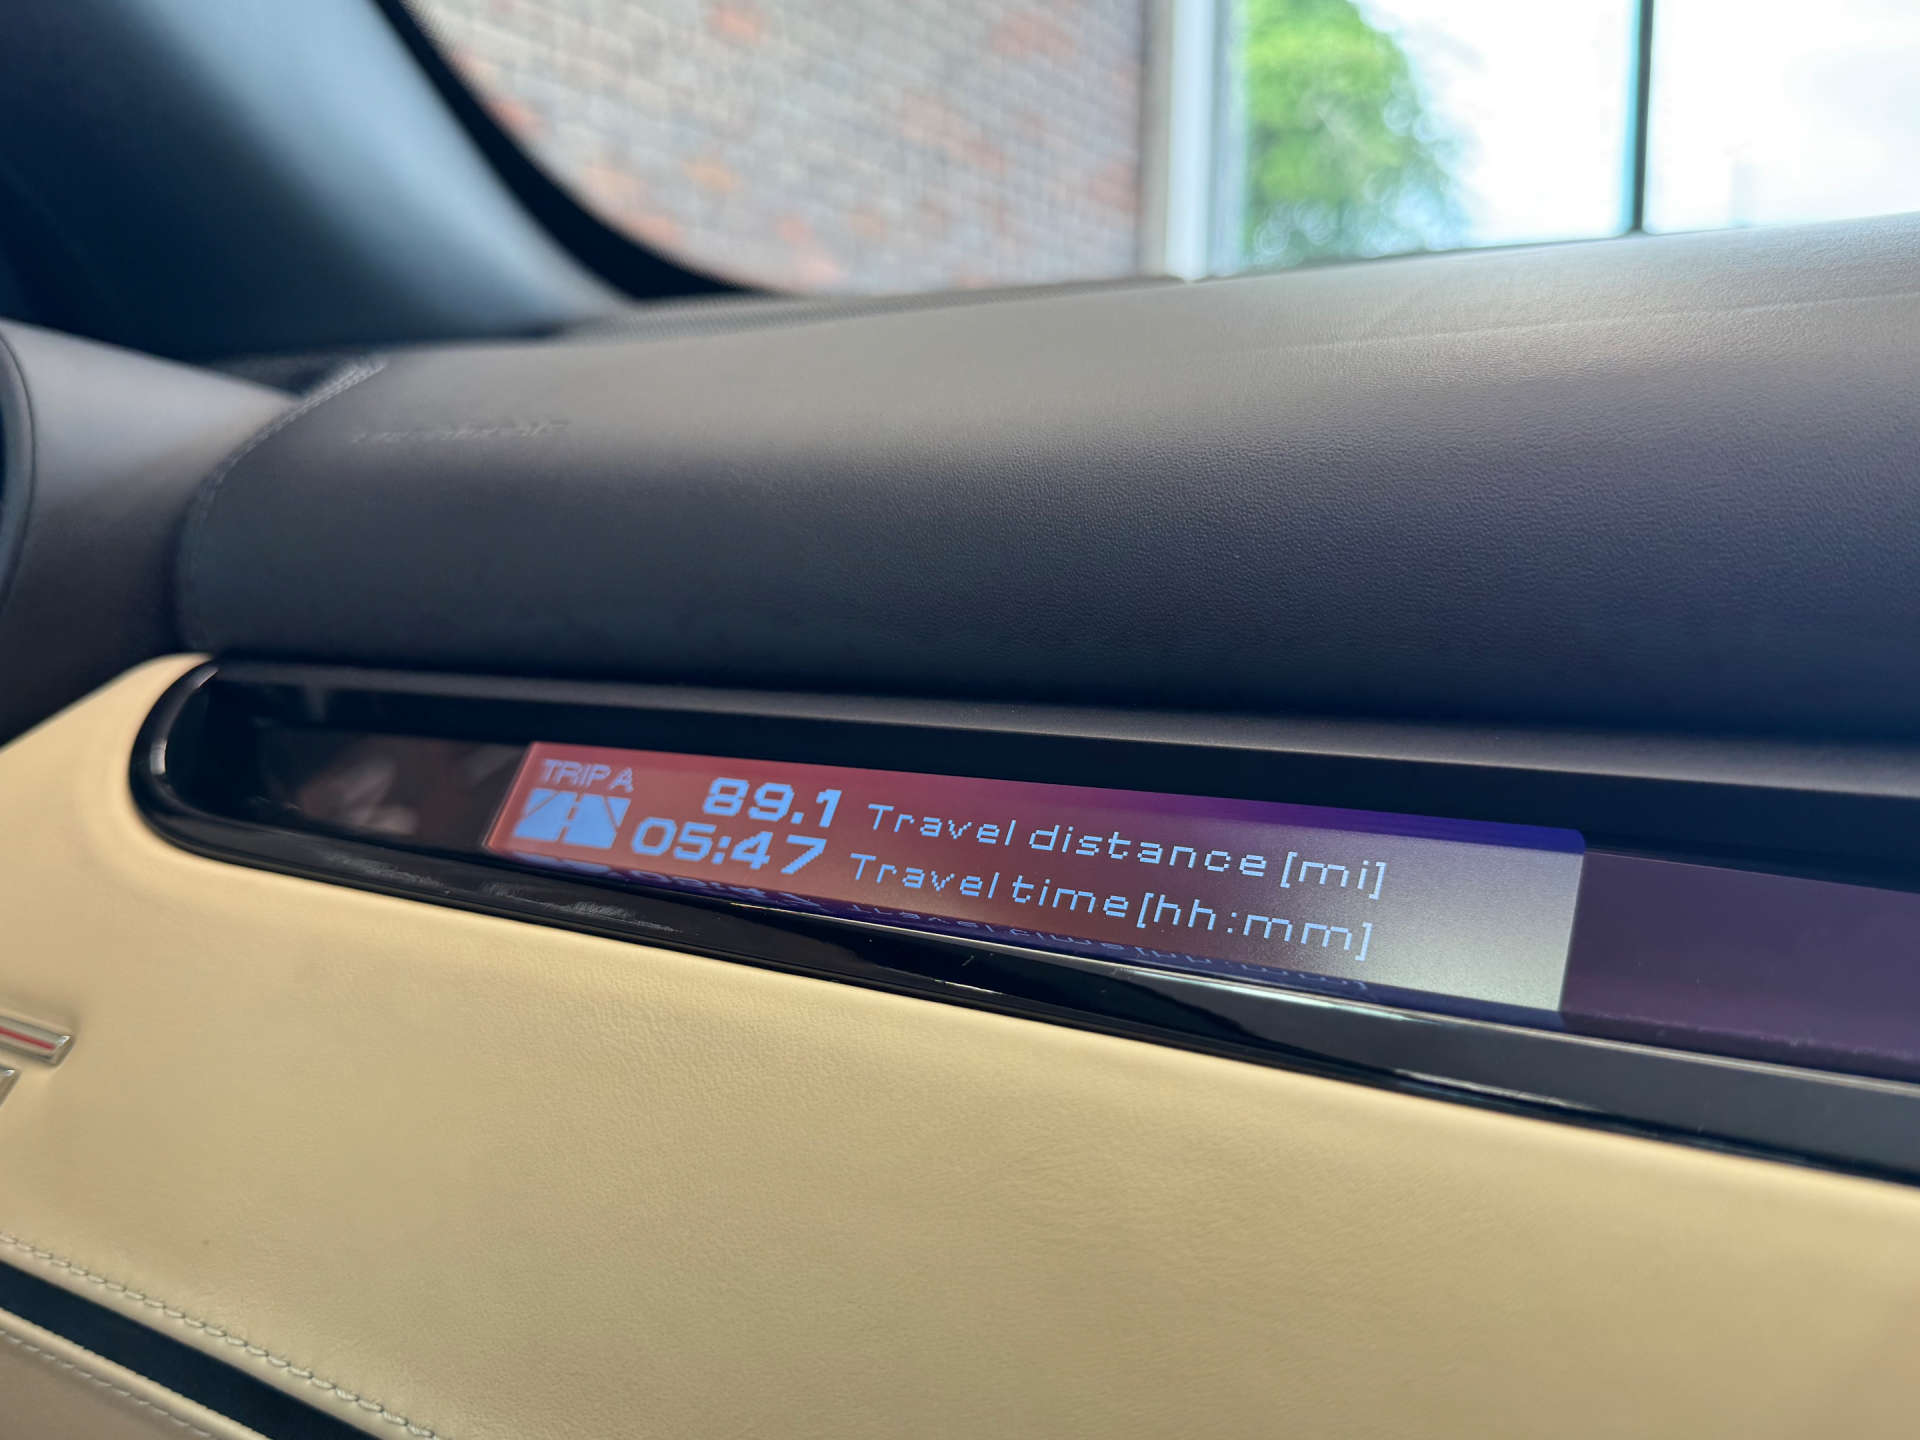 TRIP A
89.1 Travel distance [mi]
05:47 Travel time [hh:mm]